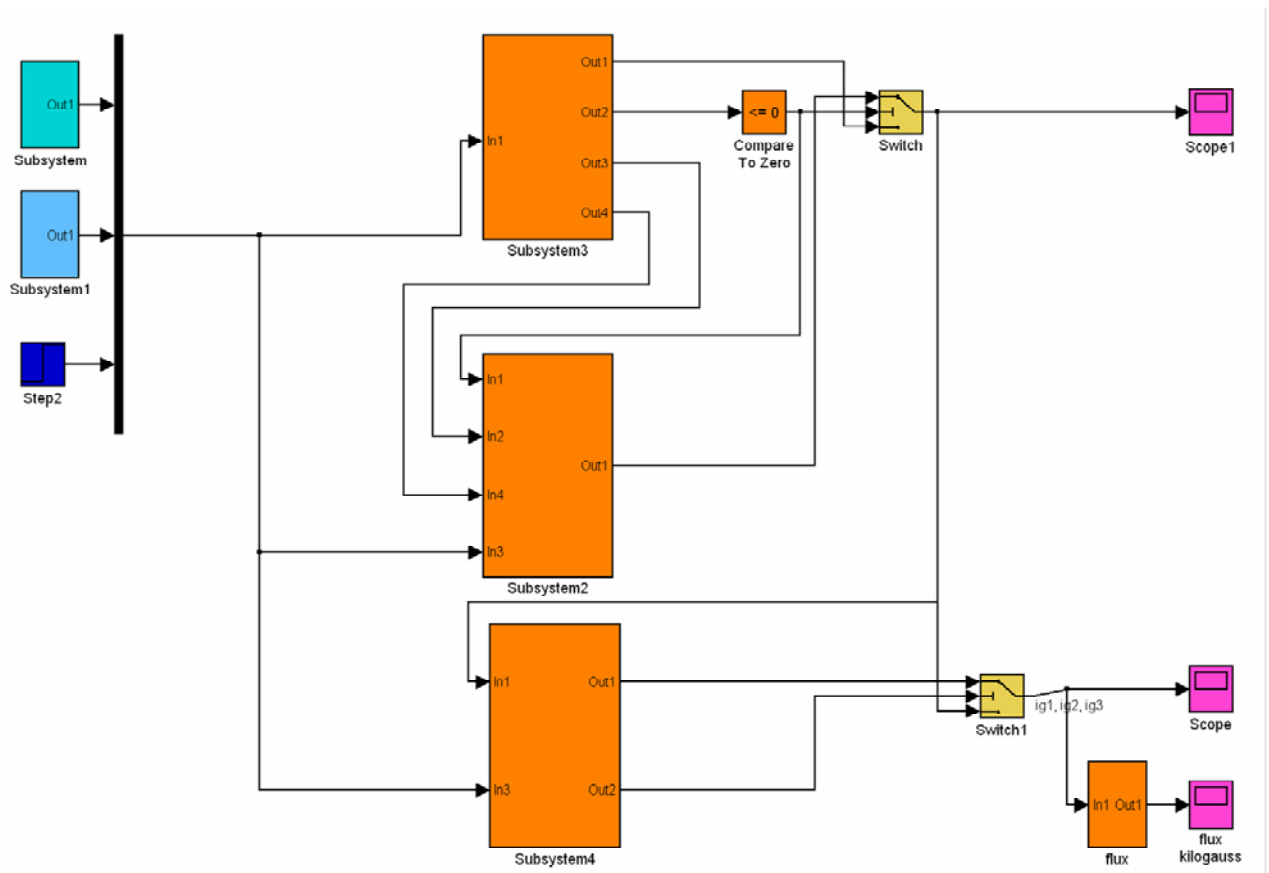 Out1
Subsystem
Out1
Subsystem1
Step2
In1
Out1
Out2
Out3
Out4
Subsystem3
<= 0
Compare
To Zero
Switch
Scope1
In1
In2
In4
In3
Out1
Subsystem2
In1
In3
Out1
Out2
Subsystem4
Switch1
ig1, ig2, ig3
Scope
In1 Out1
flux
flux
kilogauss